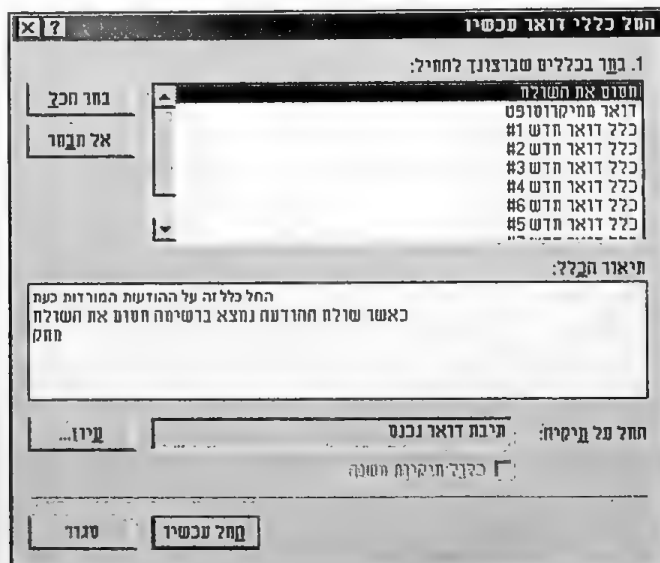 החל כללי דואר עכשיו
1. בחר בכללים שברצונך להחיל:
חסום את השולח
דואר ממיקרוסופט
כלל דואר חדש #1
כלל דואר חדש #2
כלל דואר חדש #3
כלל דואר חדש #4
כלל דואר חדש #6
כלל דואר חדש #5
בחר הכל
אל תבחר
תיאור הכלל:
החל כלל זה על ההודעות המורדות כעת
כאשר שולח ההודעה נמצא ברשימה חסום את השולח
מחק
החל על תיקיה:
תיבת דואר נכנס
עיון...
כלול תיקיות משנה
החל עכשיו
סגור